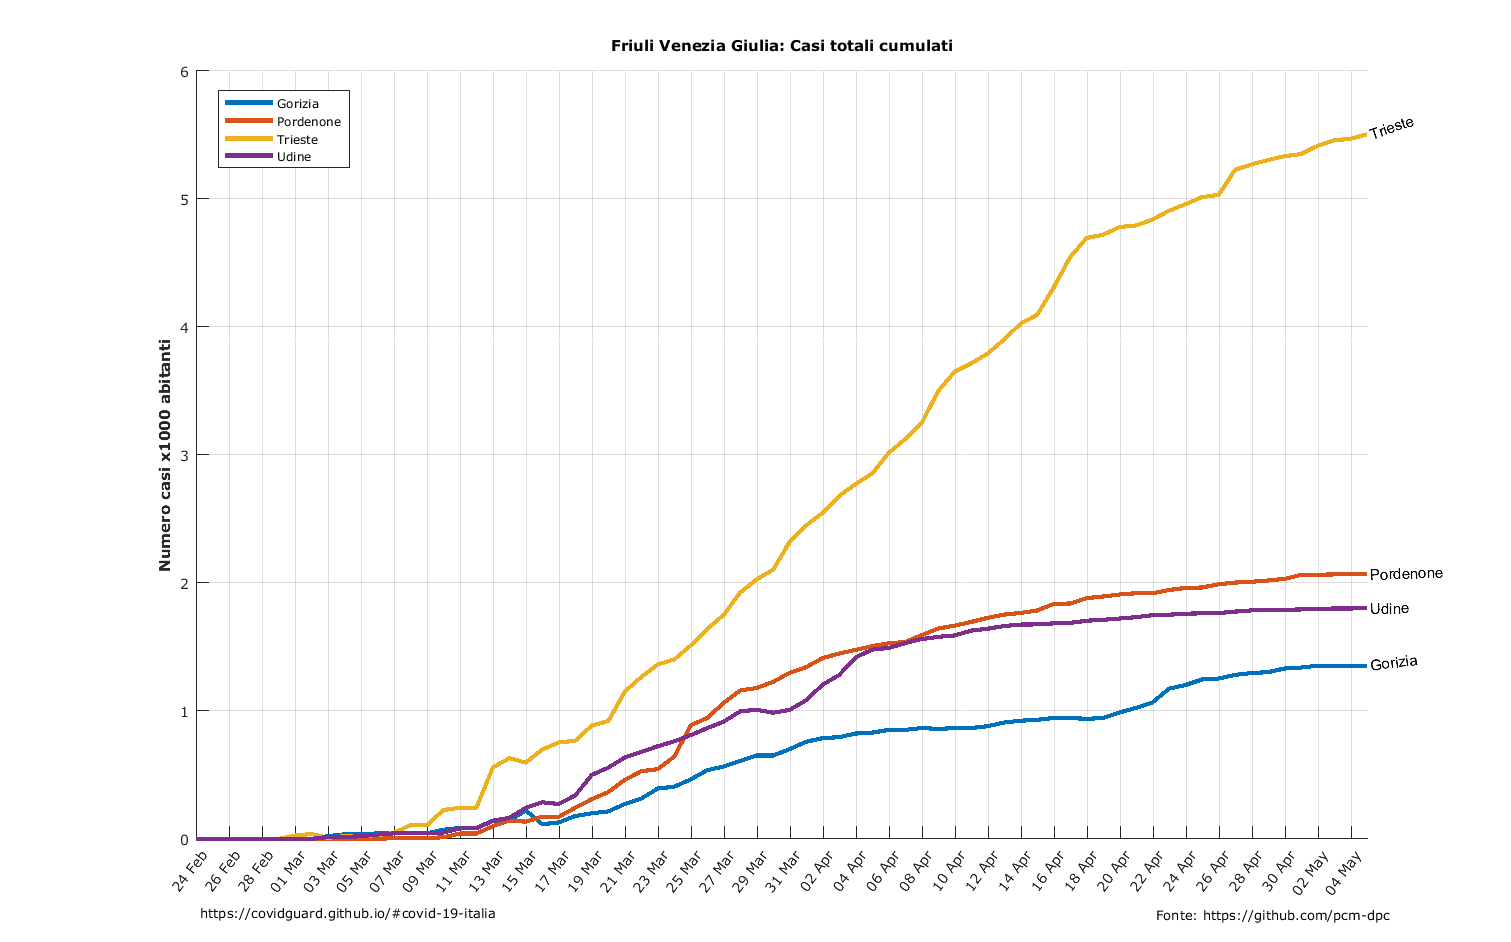 Friuli Venezia Giulia: Casi totali cumulati
6
5
4
3
2
1
0
Numero casi x1000 abitanti
Gorizia
Pordenone
Trieste
Udine
Trieste
Pordenone
Udine
Gorizia
24 Feb
26 Feb
28 Feb
01 Mar
03 Mar
05 Mar
07 Mar
09 Mar
11 Mar
13 Mar
15 Mar
17 Mar
19 Mar
21 Mar
23 Mar
25 Mar
27 Mar
29 Mar
31 Mar
02 Apr
04 Apr
06 Apr
08 Apr
10 Apr
12 Apr
14 Apr
16 Apr
18 Apr
20 Apr
22 Apr
24 Apr
26 Apr
28 Apr
30 Apr
02 May
04 May
https://covidguard.github.io/#covid-19-italia
Fonte: https://github.com/pcm-dpc